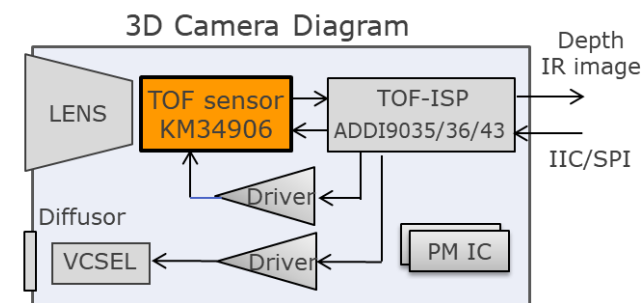 3D Camera Diagram
Depth
IR image
LENS
TOF sensor
KM34906
TOF-ISP
ADDI9035/36/43
IIC/SPI
Driver
Diffusor
VCSEL
Driver
PM IC